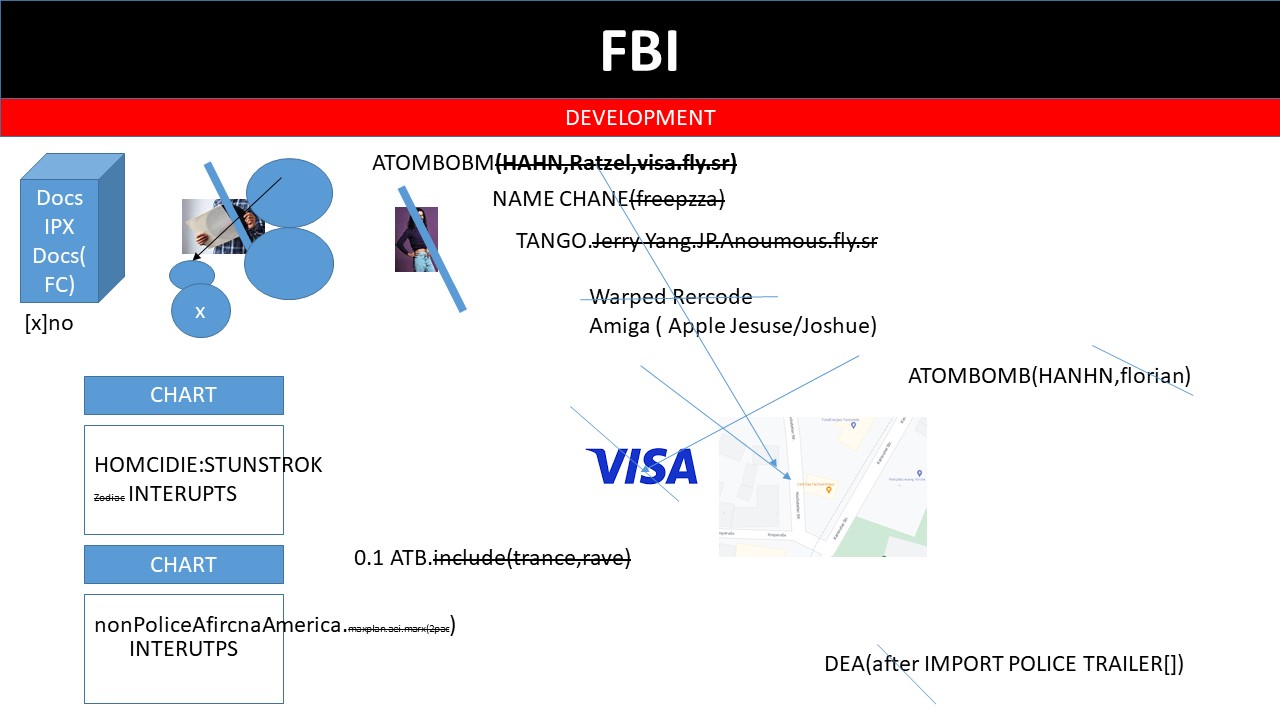 FBI
DEVELOPMENT
Docs
IPX
Docs(
FC)
[x]no
x
ATOMBOBM(HAHN,Ratzel,visa.fly.sr)
NAME CHANE(freepzza)
TANGO.Jerry Yang.JP.Anoumous.fly.sr
Warped Rercode
Amiga ( Apple Jesuse/Joshue)
ATOMBOMB(HANHN,florian)
CHART
HOMCIDIE:STUNSTROK
Zodiac INTERUPTS
VISA
CHART
0.1 ATB.include(trance,rave)
nonPoliceAfircnaAmerica.maxplan.aei.marx(2pac)
INTERUTPS
DEA(after IMPORT POLICE TRAILER[])